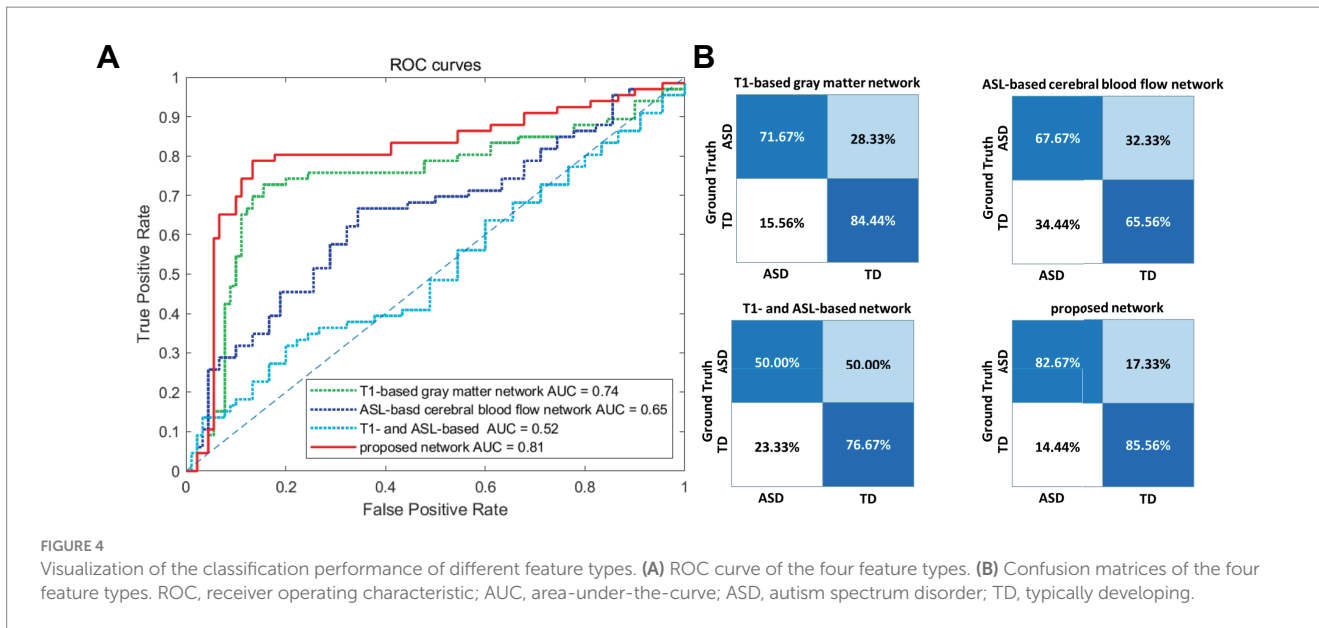 A
ROC curves
1
0.9
0.8
0.7
0.6
0.5
0.4
0.3
0.2
0.1
0
True Positive Rate
0
0.2
0.4
0.6
0.8
1
False Positive Rate
T1-based gray matter network AUC = 0.74
ASL-basd cerebral blood flow network AUC = 0.65
T1- and ASL-based AUC = 0.52
proposed network AUC = 0.81
B
T1-based gray matter network
Ground Truth
ASD
71.67%
28.33%
TD
15.56%
84.44%
ASD
TD
ASL-based cerebral blood flow network
Ground Truth
ASD
67.67%
32.33%
TD
34.44%
65.56%
ASD
TD
T1- and ASL-based network
Ground Truth
ASD
50.00%
50.00%
TD
23.33%
76.67%
ASD
TD
proposed network
Ground Truth
ASD
82.67%
17.33%
TD
14.44%
85.56%
ASD
TD
FIGURE 4
Visualization of the classification performance of different feature types. (A) ROC curve of the four feature types. (B) Confusion matrices of the four
feature types. ROC, receiver operating characteristic; AUC, area-under-the-curve; ASD, autism spectrum disorder; TD, typically developing.